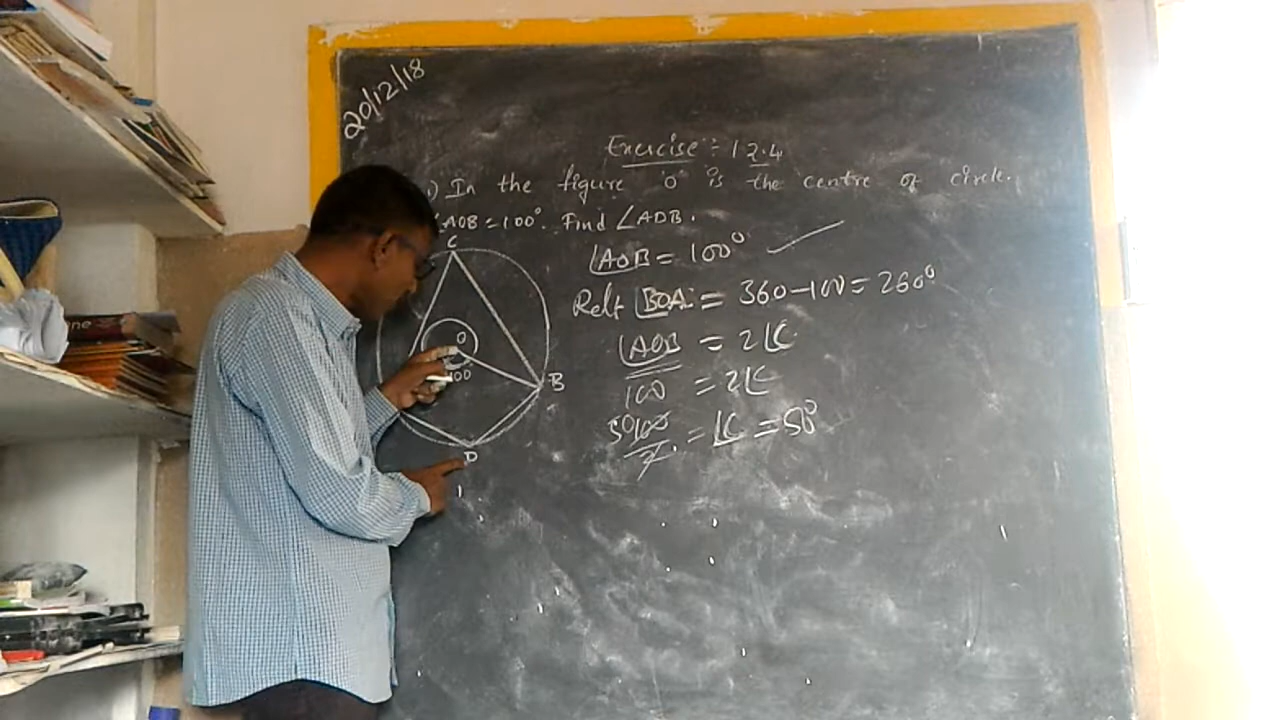 20/12/18
Exercise :- 12.4
1) In the figure 'O' is the centre of circle.
∠AOB = 100°. Find ∠ADB.
∠AOB = 100°
Relf ∠BOA = 360-100 = 260°
∠AOB = 2∠C
100 = 2∠C
50 100/2 = ∠C = 50°
C
O
100
B
D